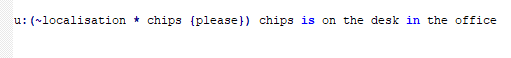 u:(~localisation * chips {please}) chips is on the desk in the office